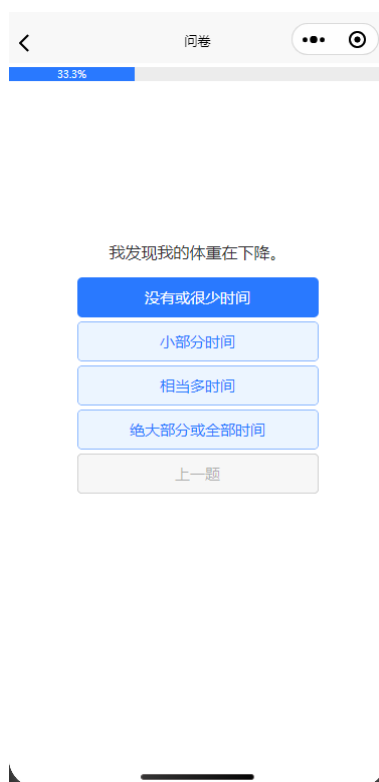 问卷
33.3%
我发现我的体重在下降。
没有或很少时间
小部分时间
相当多时间
绝大部分或全部时间
上一题